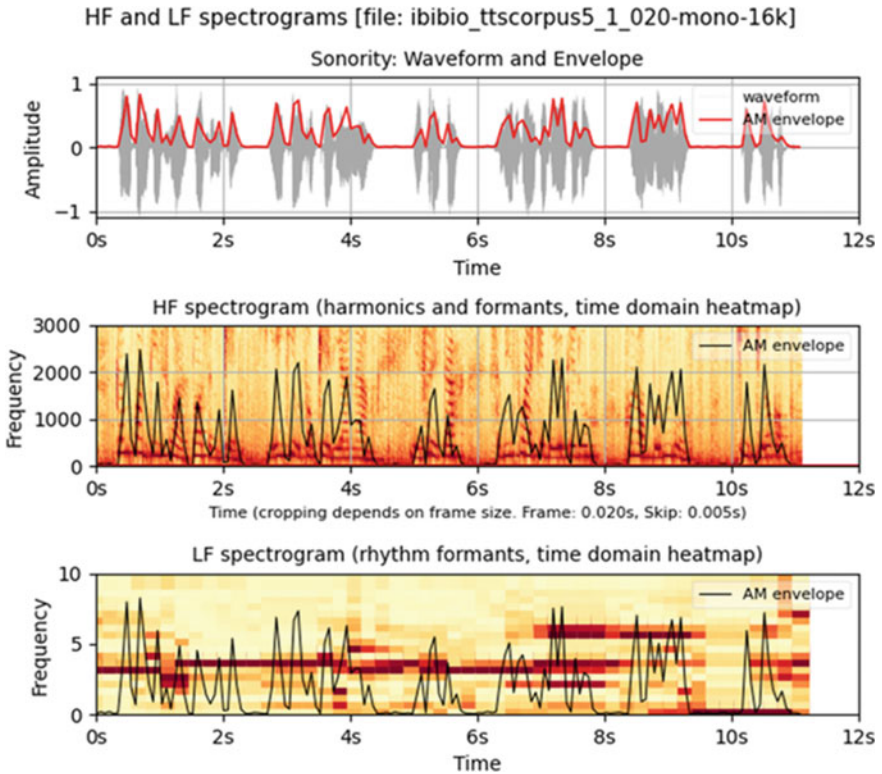 HF and LF spectrograms [file: ibibio_ttscorpus5_1_020-mono-16k]
Sonority: Waveform and Envelope
Amplitude
1
0
−1
waveform
AM envelope
0s 2s 4s 6s 8s 10s 12s
Time
HF spectrogram (harmonics and formants, time domain heatmap)
Frequency
3000
2000
1000
0
AM envelope
0s 2s 4s 6s 8s 10s 12s
Time (cropping depends on frame size. Frame: 0.020s, Skip: 0.005s)
LF spectrogram (rhythm formants, time domain heatmap)
Frequency
10
5
0
AM envelope
0s 2s 4s 6s 8s 10s 12s
Time